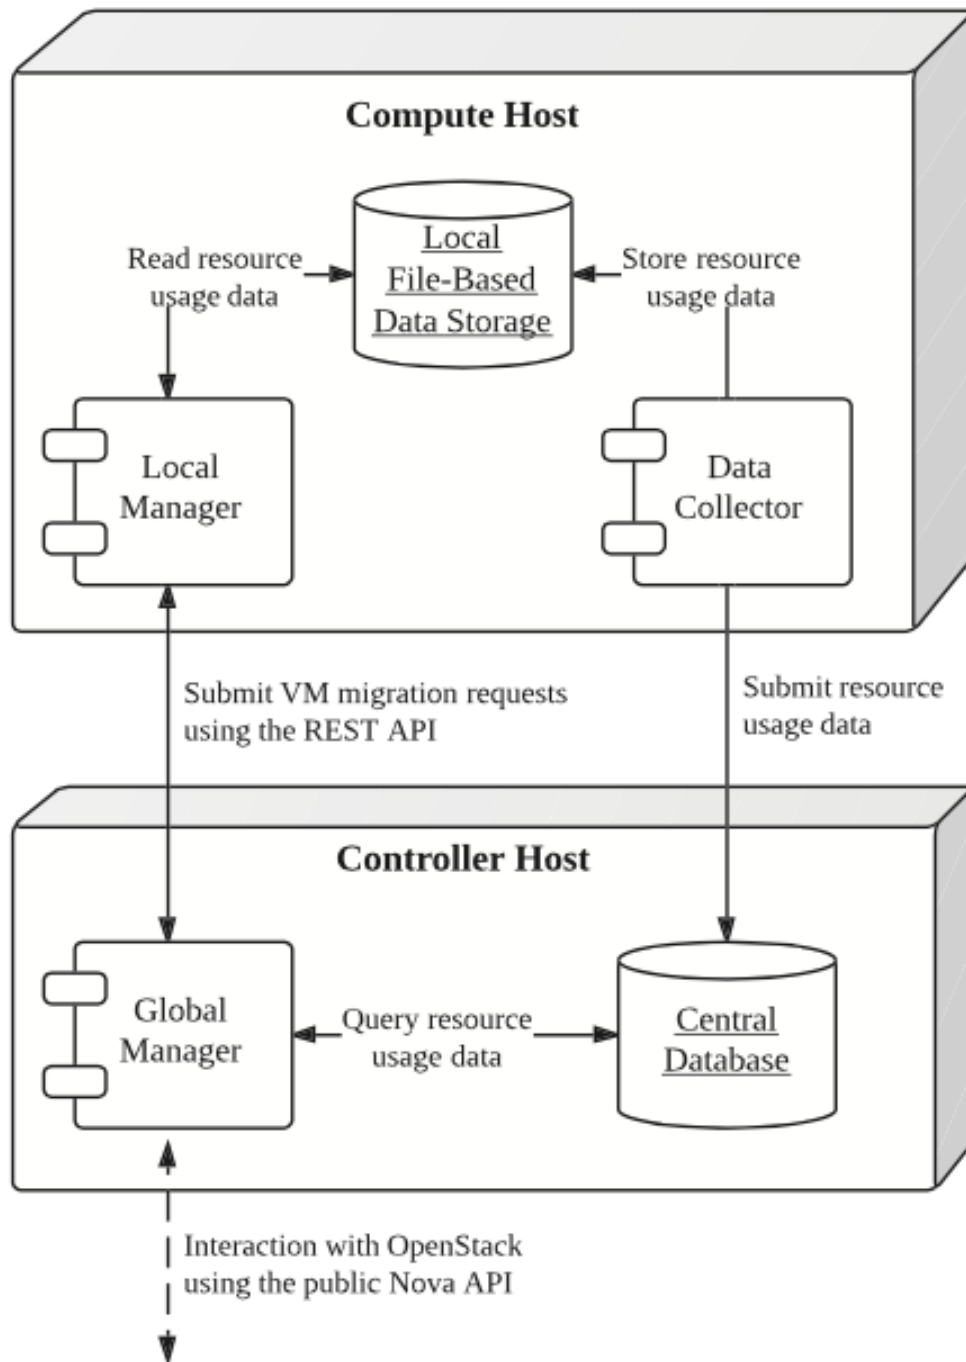 Compute Host
Local
File-Based
Data Storage
Read resource
usage data
Store resource
usage data
Local
Manager
Data
Collector
Submit VM migration requests
using the REST API
Submit resource
usage data
Controller Host
Global
Manager
Query resource
usage data
Central
Database
Interaction with OpenStack
using the public Nova API